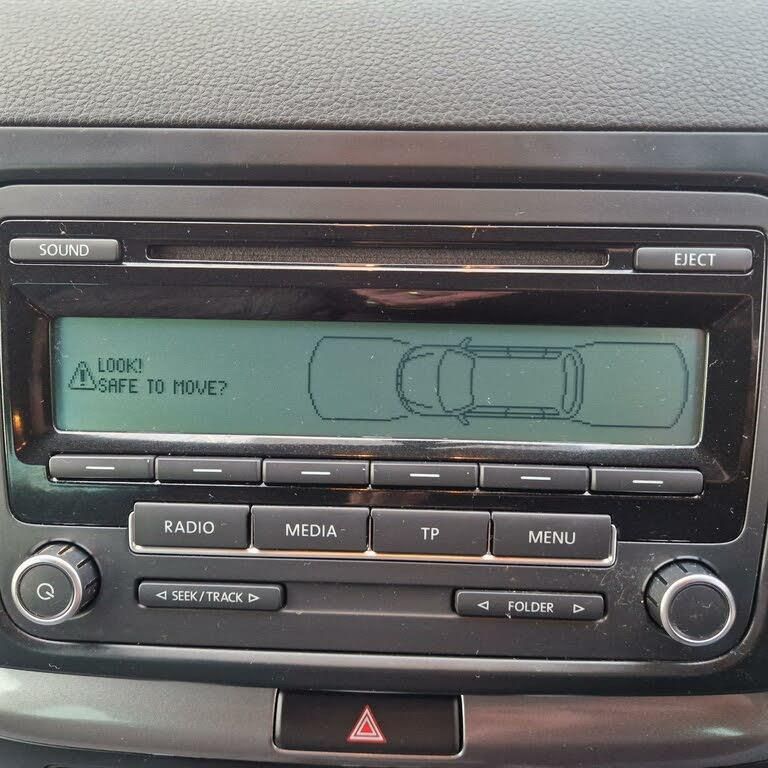 SOUND
EJECT
LOOK!
SAFE TO MOVE?
RADIO
MEDIA
TP
MENU
SEEK/TRACK
FOLDER